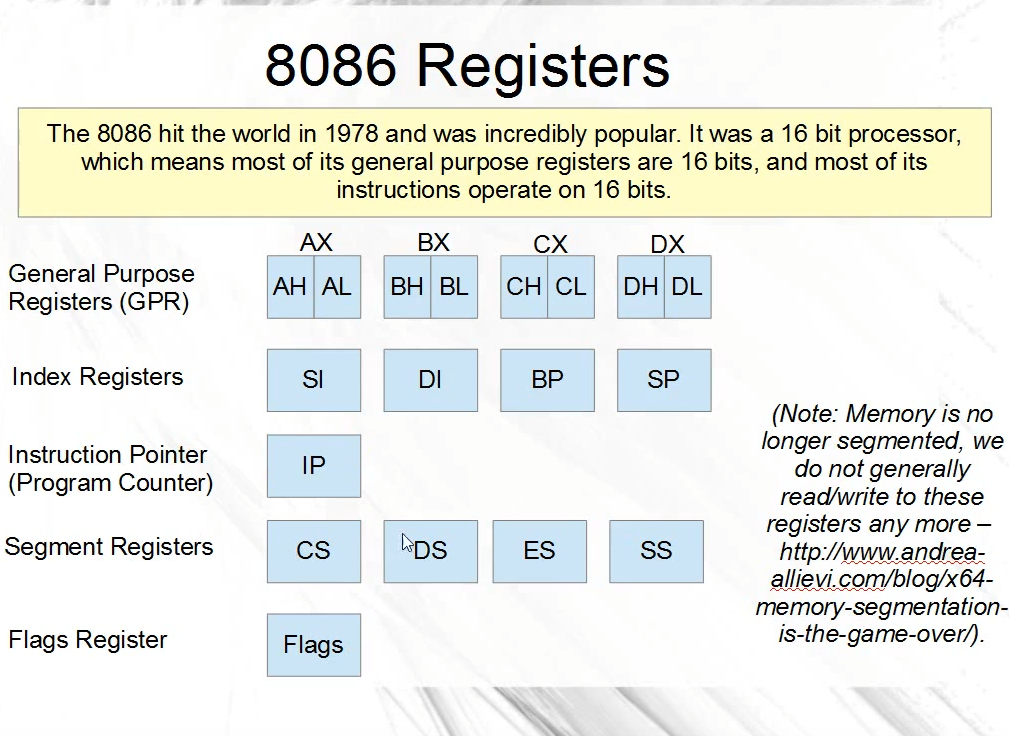 8086 Registers
The 8086 hit the world in 1978 and was incredibly popular. It was a 16 bit processor,
which means most of its general purpose registers are 16 bits, and most of its
instructions operate on 16 bits.
AX BX CX DX
General Purpose
Registers (GPR)
AH AL BH BL CH CL DH DL
Index Registers
SI DI BP SP
Instruction Pointer
(Program Counter)
IP
Segment Registers
CS DS ES SS
Flags Register
Flags
(Note: Memory is no
longer segmented, we
do not generally
read/write to these
registers any more –
http://www.andrea-
allievi.com/blog/x64-
memory-segmentation-
is-the-game-over/).